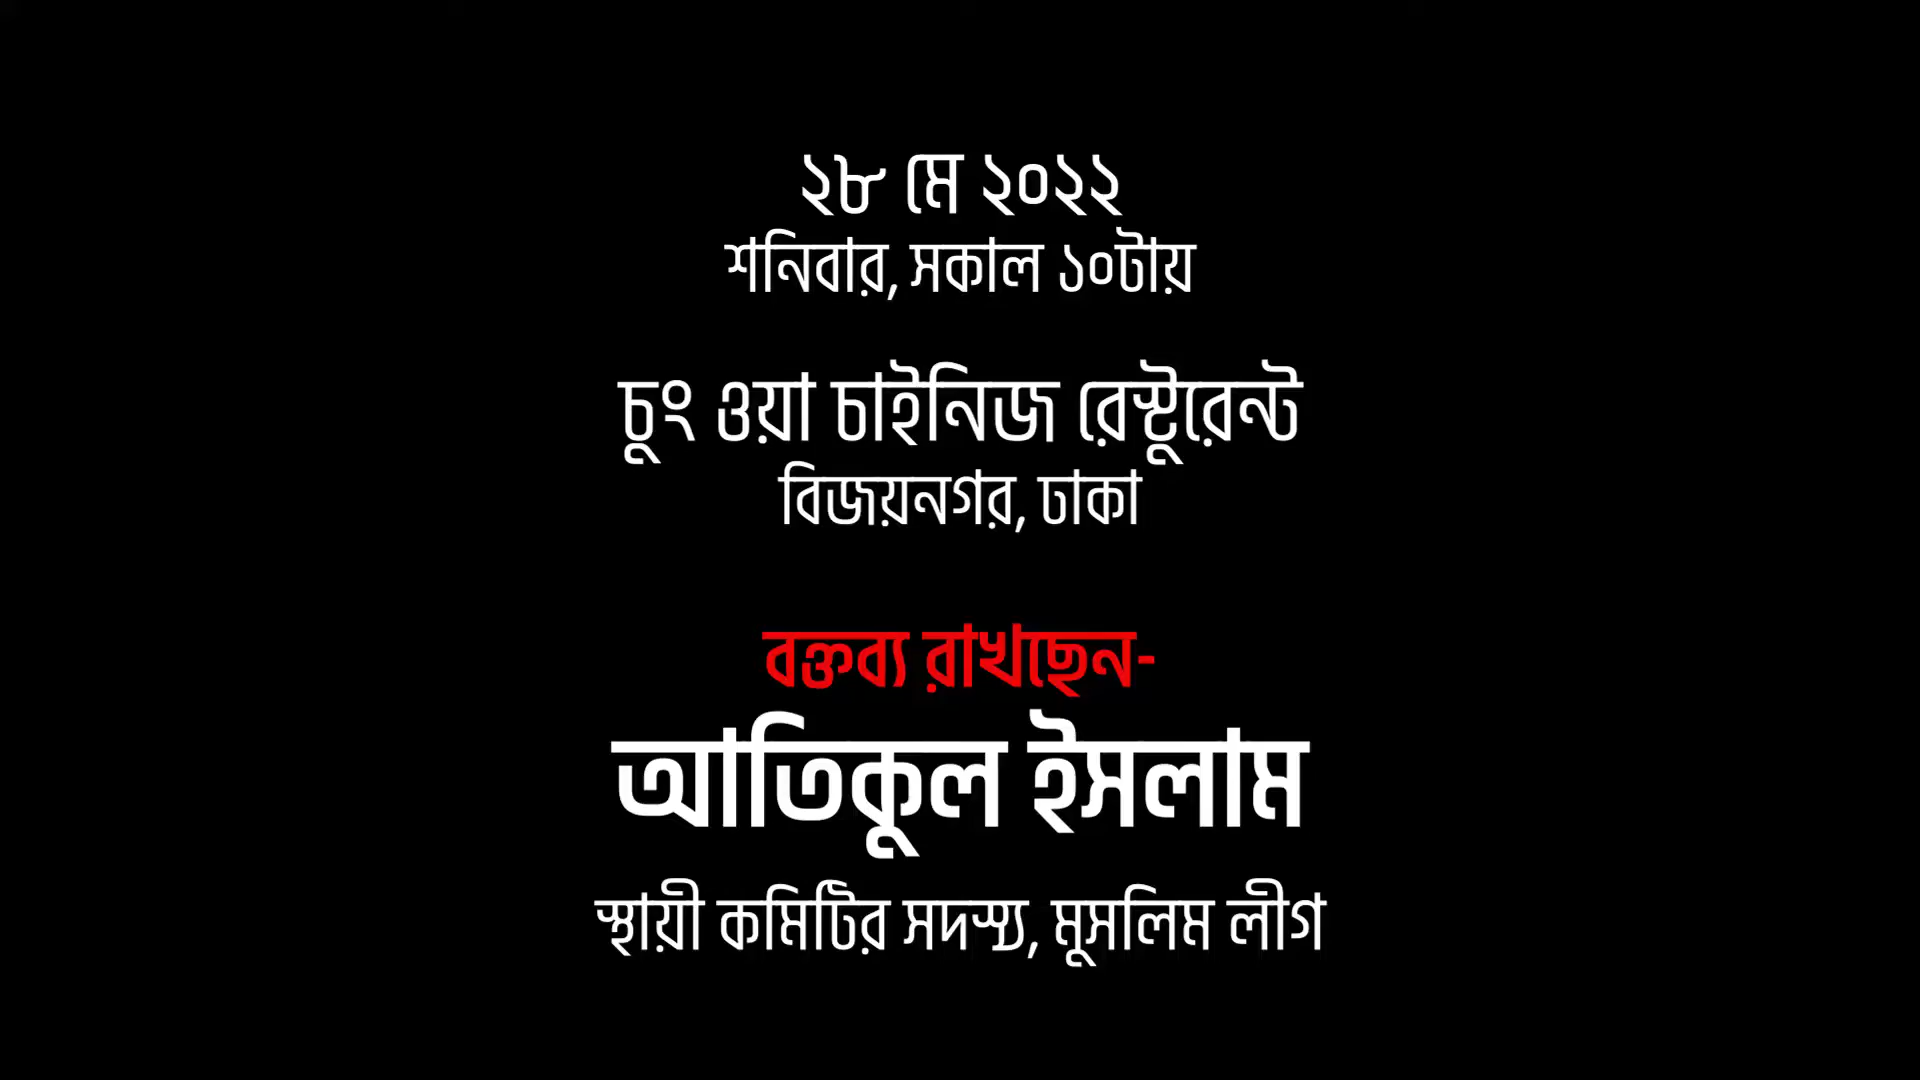 ২৮ মে ২০২২
শনিবার, সকাল ১০টায়
চুং ওয়া চাইনিজ রেস্টূরেন্ট
বিজয়নগর, ঢাকা
বক্তব্য রাখছেন-
আতিকুল ইসলাম
স্থায়ী কমিটির সদস্য, মুসলিম লীগ